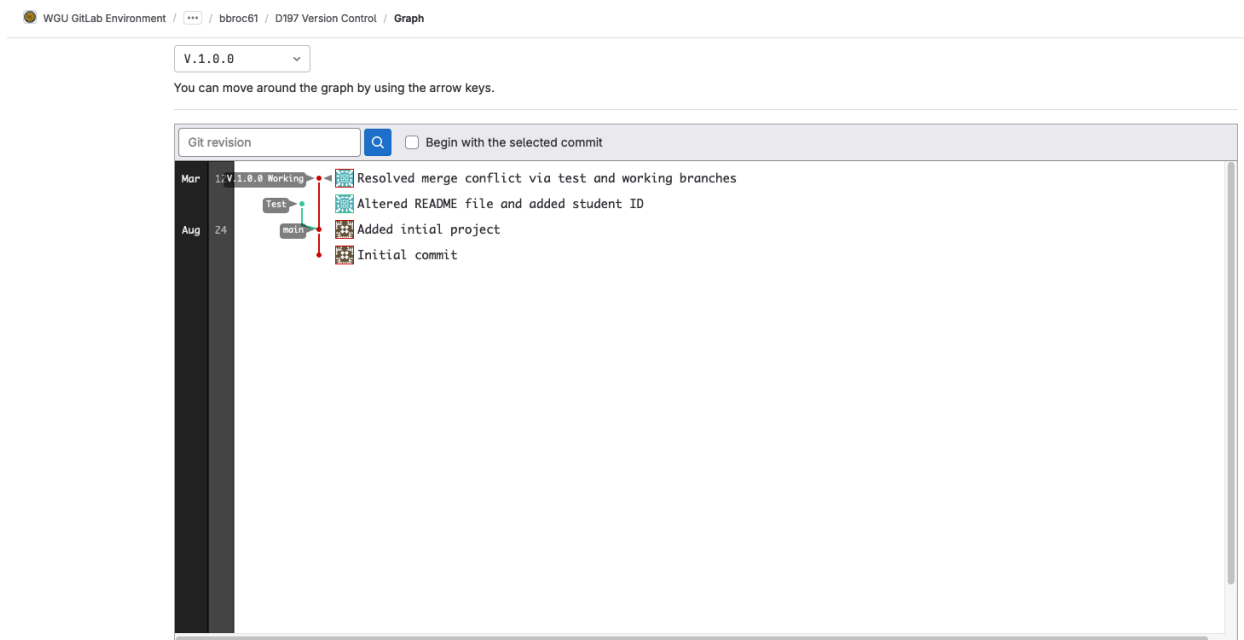 WGU GitLab Environment / ... / bbroc61 / D197 Version Control / Graph
V.1.0.0
You can move around the graph by using the arrow keys.
Git revision
Begin with the selected commit
Mar 12 V.1.0.0 Working Resolved merge conflict via test and working branches
Test Altered README file and added student ID
Aug 24 main Added intial project
Initial commit